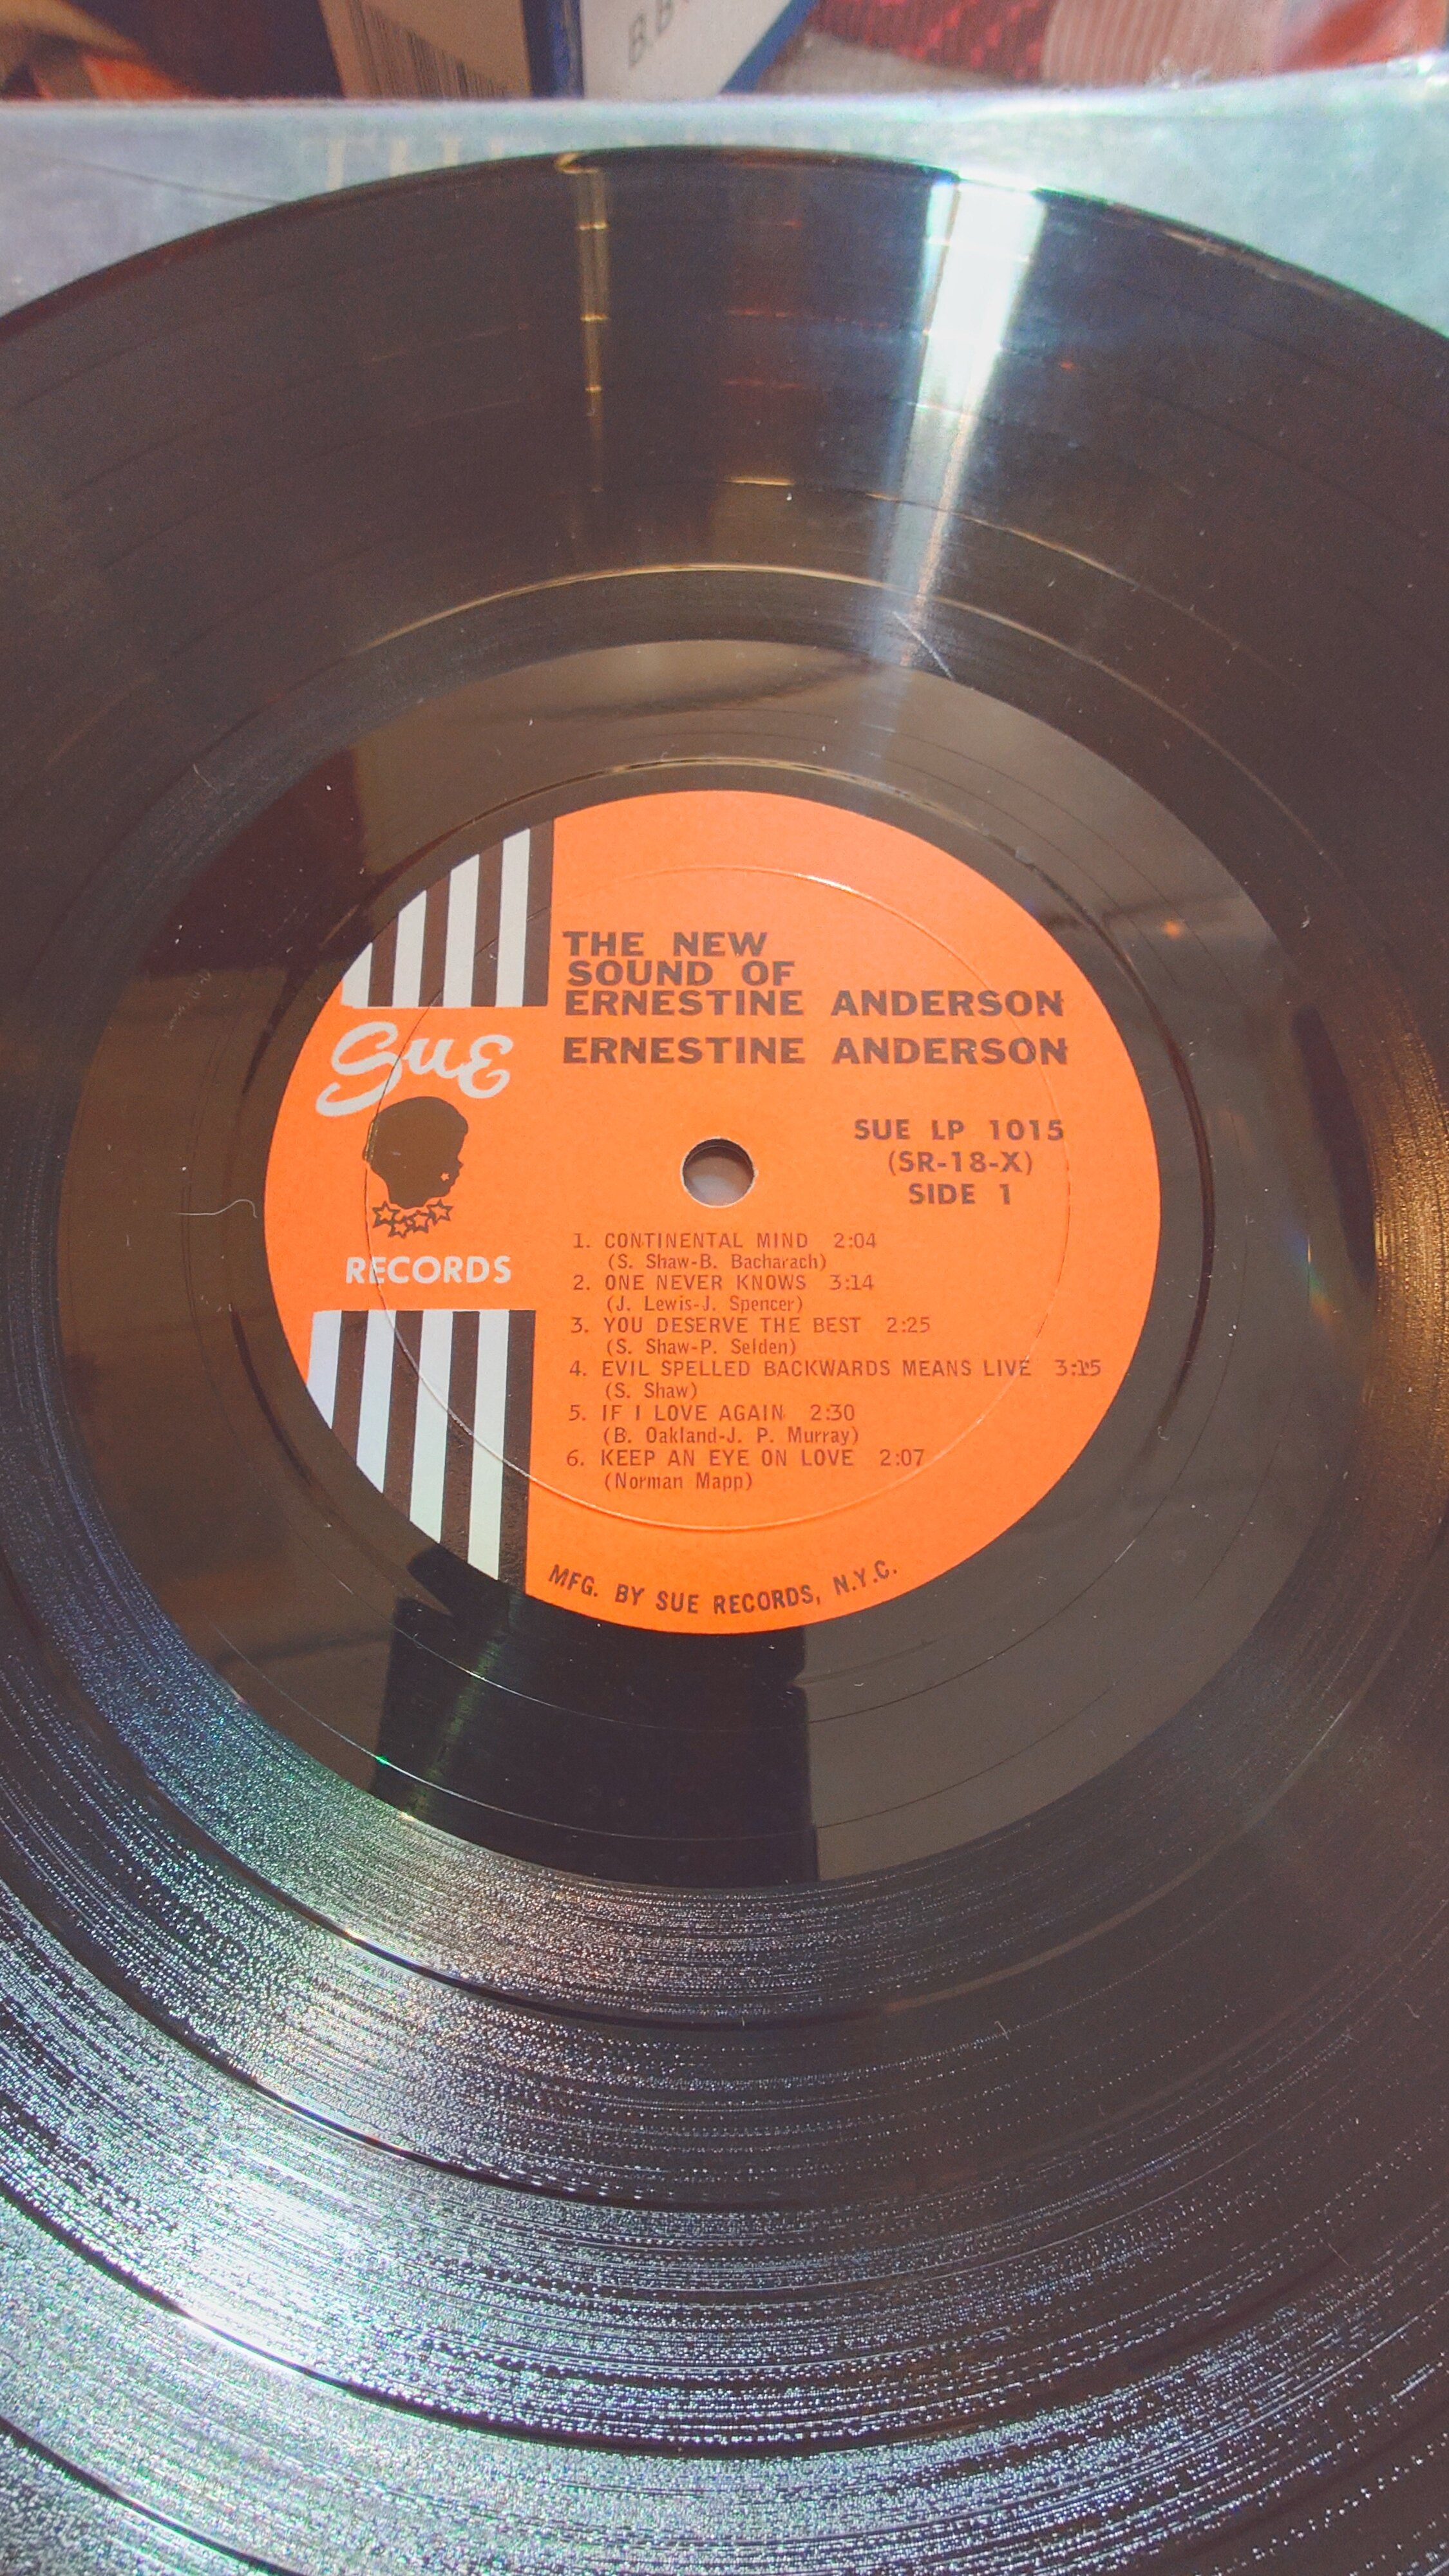 THE NEW
SOUND OF
ERNESTINE ANDERSON
ERNESTINE ANDERSON
Sue
RECORDS
SUE LP 1015
(SR-18-X)
SIDE 1
1. CONTINENTAL MIND 2:04
(S. Shaw-B. Bacharach)
2. ONE NEVER KNOWS 3:14
(J. Lewis-J. Spencer)
3. YOU DESERVE THE BEST 2:25
(S. Shaw-P. Selden)
4. EVIL SPELLED BACKWARDS MEANS LIVE 3:15
(S. Shaw)
5. IF I LOVE AGAIN 2:30
(B. Oakland-J. P. Murray)
6. KEEP AN EYE ON LOVE 2:07
(Norman Mapp)
MFG. BY SUE RECORDS, N.Y.C.